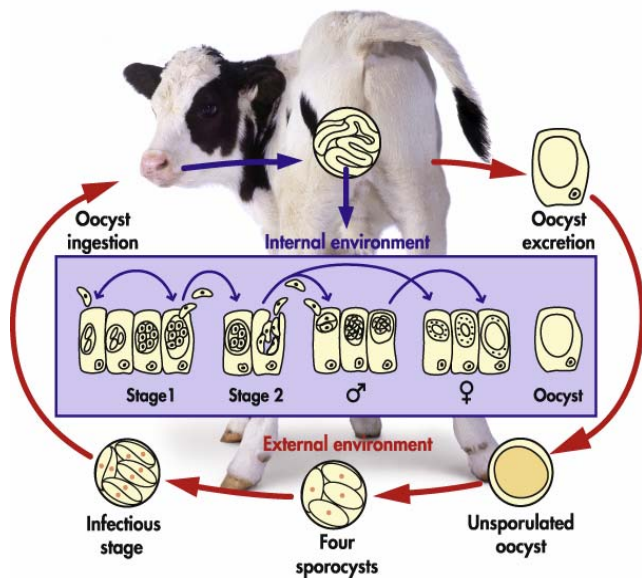 Oocyst
ingestion
Internal environment
Oocyst
excretion
Stage1
Stage 2
♂
♀
Oocyst
External environment
Infectious
stage
Four
sporocysts
Unsporulated
oocyst